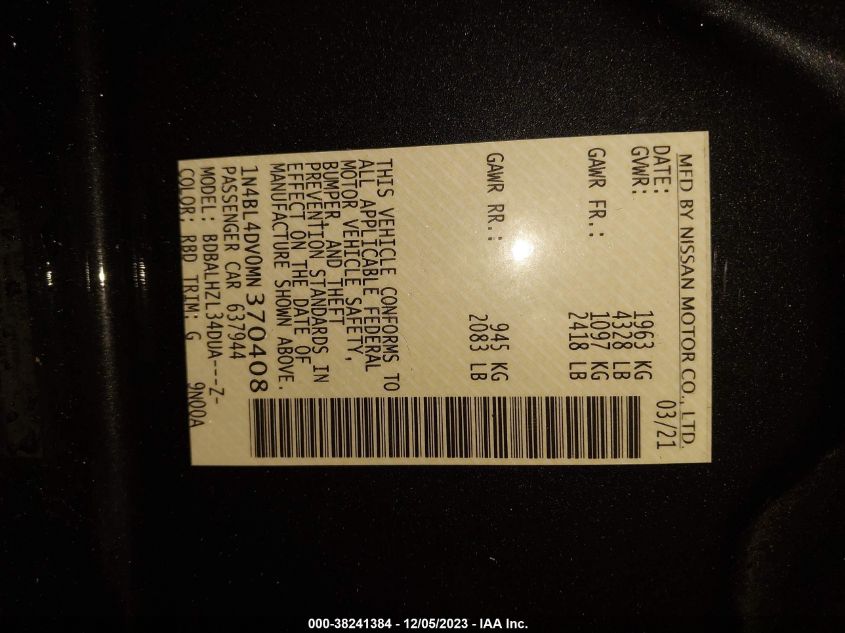 MFD BY NISSAN MOTOR CO., LTD.
DATE: 03/21
GVWR: 1963 KG
4328 LB
GAWR FR.: 1097 KG
2418 LB
GAWR RR.: 945 KG
2083 LB
THIS VEHICLE CONFORMS TO
ALL APPLICABLE FEDERAL
MOTOR VEHICLE SAFETY,
BUMPER, AND THEFT
PREVENTION STANDARDS IN
EFFECT ON THE DATE OF
MANUFACTURE SHOWN ABOVE.
1N4BL4DV0MN370408
PASSENGER CAR 637944
MODEL: BDBALHZL34DUA---Z-
COLOR: RBD TRIM: G 9N00A
000-38241384 - 12/05/2023 - IAA Inc.